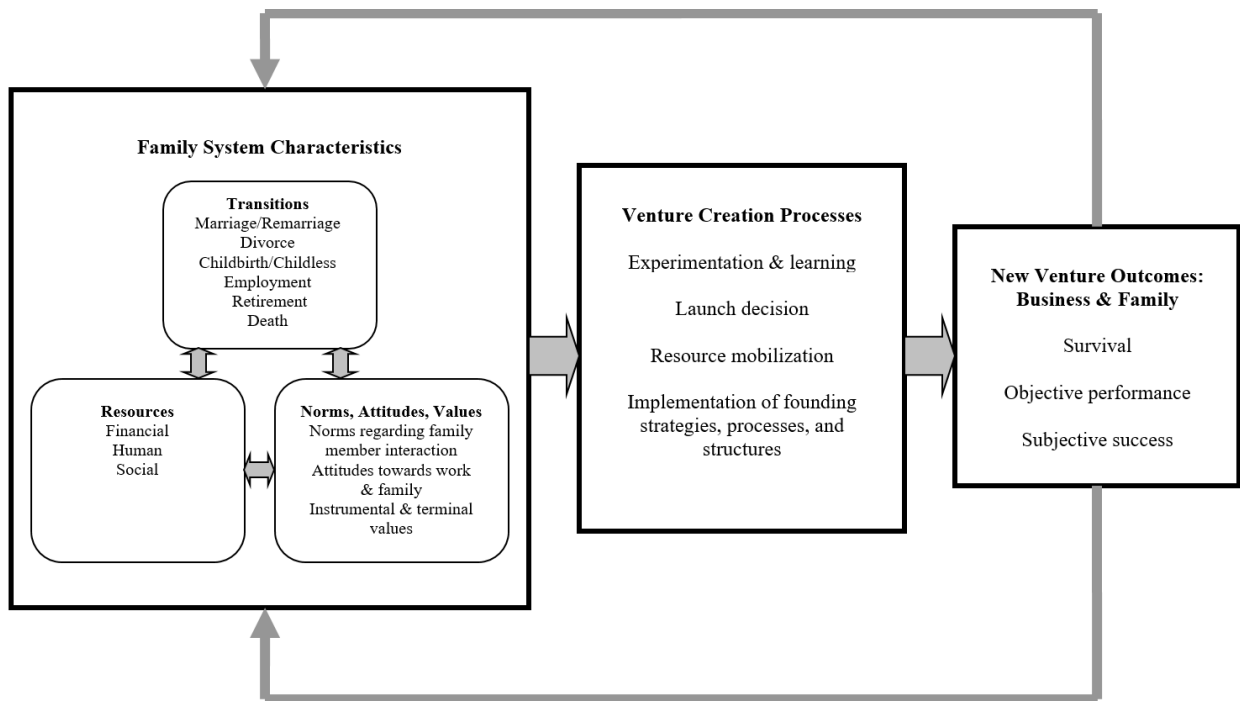 Family System Characteristics
Transitions
Marriage/Remarriage
Divorce
Childbirth/Childless
Employment
Retirement
Death
Resources
Financial
Human
Social
Norms, Attitudes, Values
Norms regarding family
member interaction
Attitudes towards work
& family
Instrumental & terminal
values
Venture Creation Processes
Experimentation & learning
Launch decision
Resource mobilization
Implementation of founding
strategies, processes, and
structures
New Venture Outcomes:
Business & Family
Survival
Objective performance
Subjective success